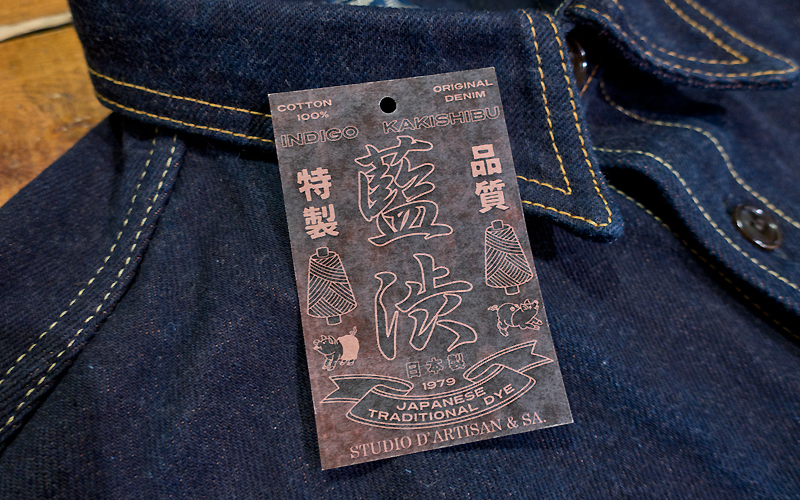 COTTON 100%
ORIGINAL DENIM
INDIGO KAKISHIBU
特製
藍渋
品質
日本製
1979
JAPANESE
TRADITIONAL DYE
STUDIO D'ARTISAN & SA.